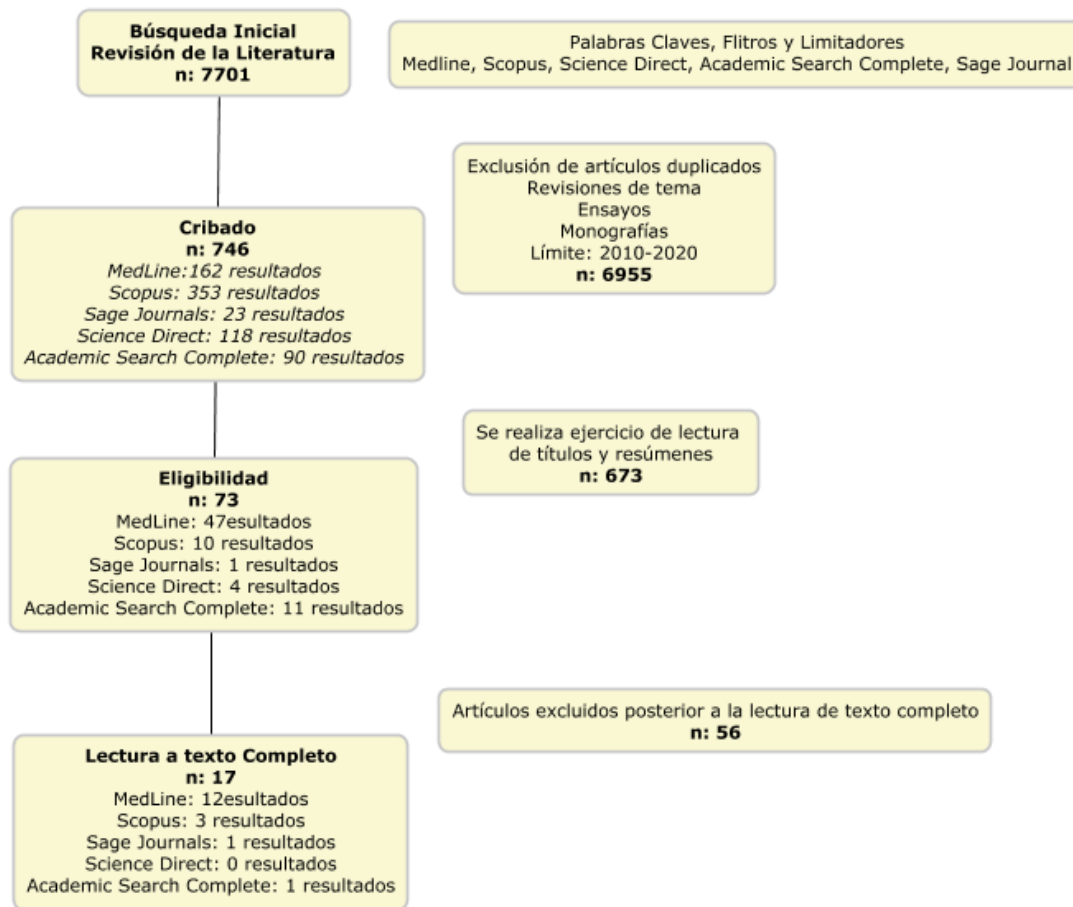 Búsqueda Inicial
Revisión de la Literatura
n: 7701
Palabras Claves, Flitros y Limitadores
Medline, Scopus, Science Direct, Academic Search Complete, Sage Journal
Exclusión de artículos duplicados
Revisiones de tema
Ensayos
Monografías
Límite: 2010-2020
n: 6955
Cribado
n: 746
MedLine:162 resultados
Scopus: 353 resultados
Sage Journals: 23 resultados
Science Direct: 118 resultados
Academic Search Complete: 90 resultados
Se realiza ejercicio de lectura
de títulos y resúmenes
n: 673
Eligibilidad
n: 73
MedLine: 47esultados
Scopus: 10 resultados
Sage Journals: 1 resultados
Science Direct: 4 resultados
Academic Search Complete: 11 resultados
Artículos excluidos posterior a la lectura de texto completo
n: 56
Lectura a texto Completo
n: 17
MedLine: 12esultados
Scopus: 3 resultados
Sage Journals: 1 resultados
Science Direct: 0 resultados
Academic Search Complete: 1 resultados